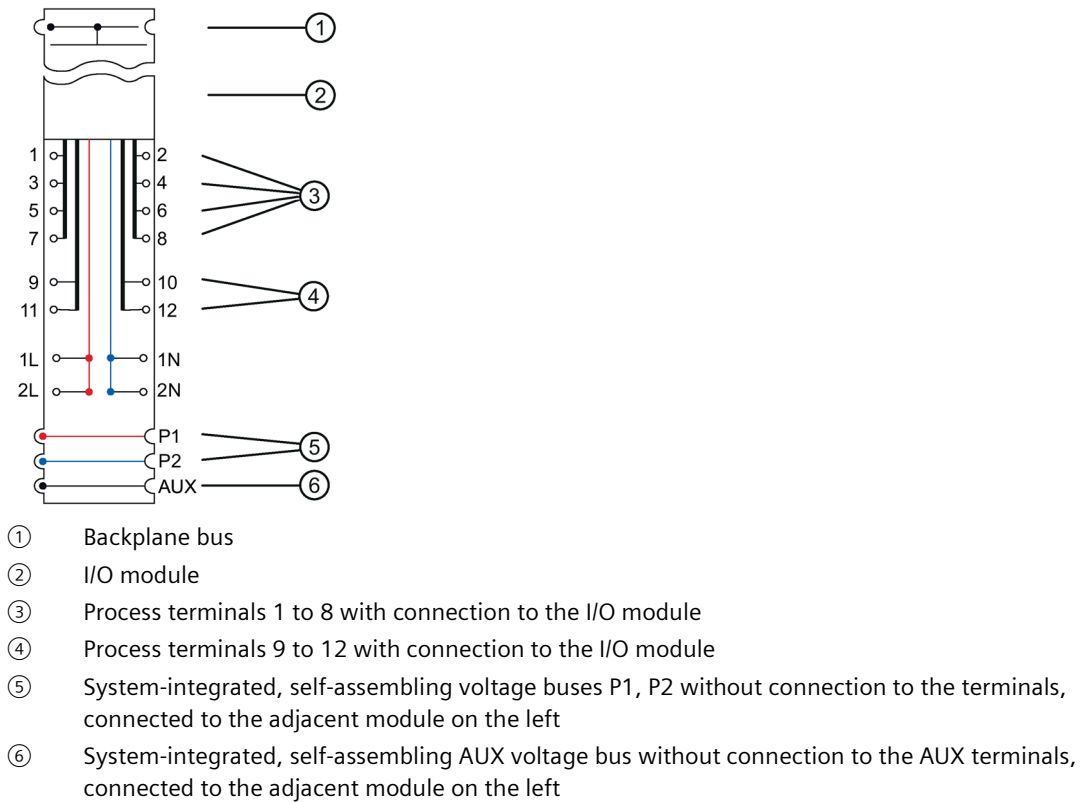 ①
②
1 2
3 4
5 6
③
7 8
9 10
④
11 12
1L 1N
2L 2N
P1
⑤
P2
AUX ⑥
① Backplane bus
② I/O module
③ Process terminals 1 to 8 with connection to the I/O module
④ Process terminals 9 to 12 with connection to the I/O module
⑤ System-integrated, self-assembling voltage buses P1, P2 without connection to the terminals,
connected to the adjacent module on the left
⑥ System-integrated, self-assembling AUX voltage bus without connection to the AUX terminals,
connected to the adjacent module on the left